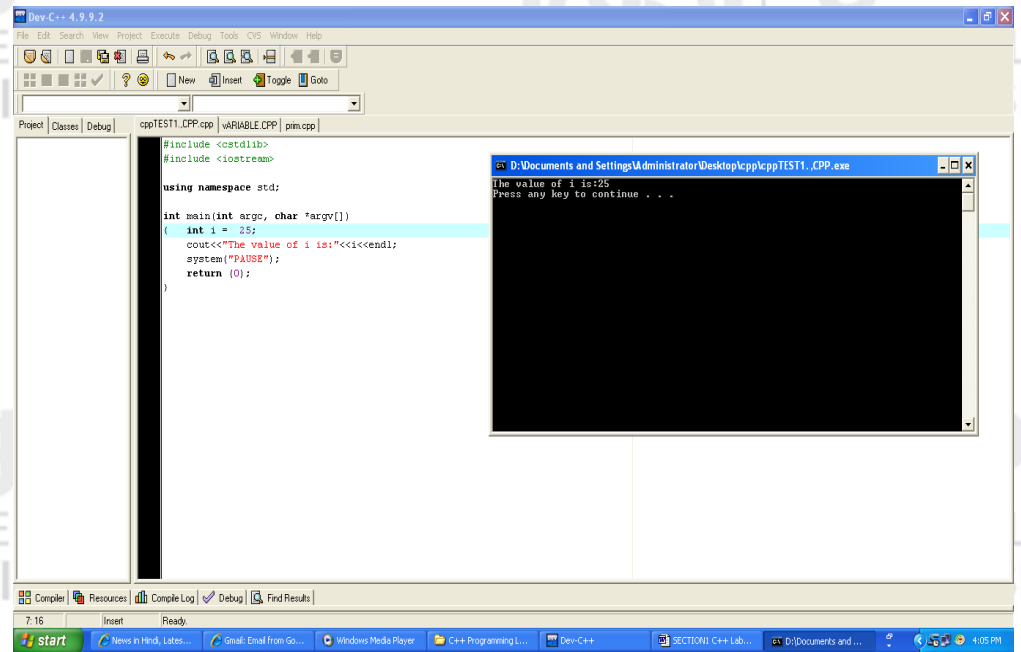 Dev-C++ 4.9.9.2
File Edit Search View Project Execute Debug Tools CVS Window Help
New Insert Toggle Goto
Project Classes Debug
cppTEST1.,CPP.cpp vARIABLE.CPP prim.cpp
#include <cstdlib>
#include <iostream>
using namespace std;
int main(int argc, char *argv[])
{ int i = 25;
cout<<"The value of i is:"<<i<<endl;
system("PAUSE");
return (0);
}
D:\Documents and Settings\Administrator\Desktop\cpp\cppTEST1.,CPP.exe
The value of i is:25
Press any key to continue . . .
Compiler Resources Compile Log Debug Find Results
7: 16 Insert Ready.
start News in Hindi, Lates... Gmail: Email from Go... Windows Media Player C++ Programming L... Dev-C++ SECTION1 C++ Lab... D:\Documents and ... 4:05 PM